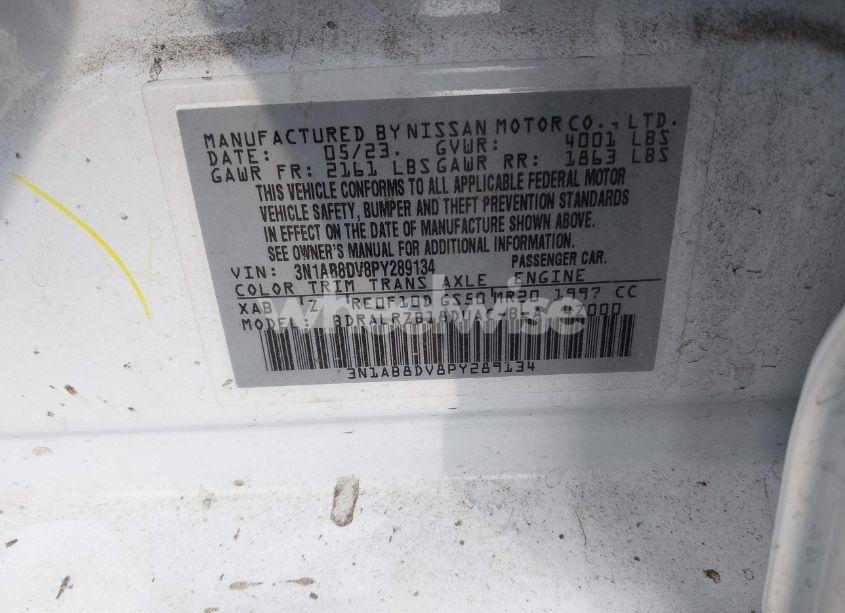 MANUFACTURED BY NISSAN MOTOR CO., LTD.
DATE: 05/23. GVWR: 4001 LBS
GAWR FR: 2161 LBS GAWR RR: 1863 LBS
THIS VEHICLE CONFORMS TO ALL APPLICABLE FEDERAL MOTOR
VEHICLE SAFETY, BUMPER AND THEFT PREVENTION STANDARDS
IN EFFECT ON THE DATE OF MANUFACTURE SHOWN ABOVE.
SEE OWNER'S MANUAL FOR ADDITIONAL INFORMATION.
VIN: 3N1AB8DV8PY289134 PASSENGER CAR.
COLOR TRIM TRANS AXLE ENGINE
XAB Z RE0F10D GS50 MR20 1997 CC
MODEL:
wheelwise
3N1AB8DV8PY289134